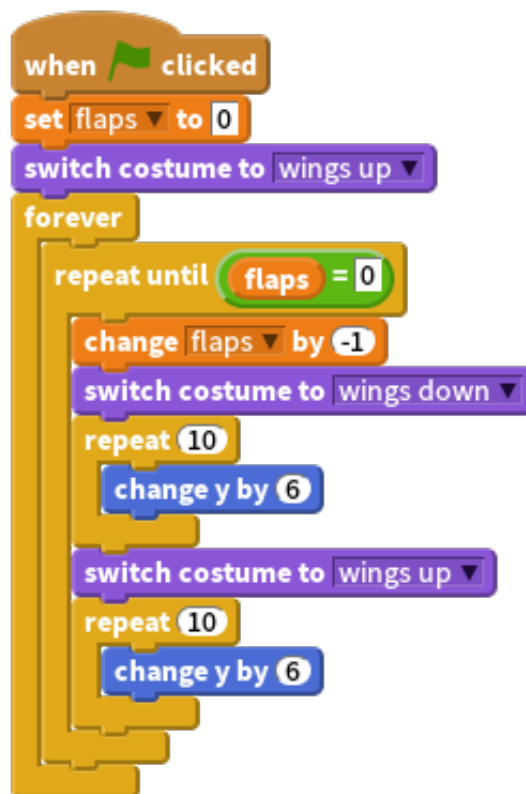 when clicked
set flaps to 0
switch costume to wings up
forever
repeat until flaps = 0
change flaps by -1
switch costume to wings down
repeat 10
change y by 6
switch costume to wings up
repeat 10
change y by 6